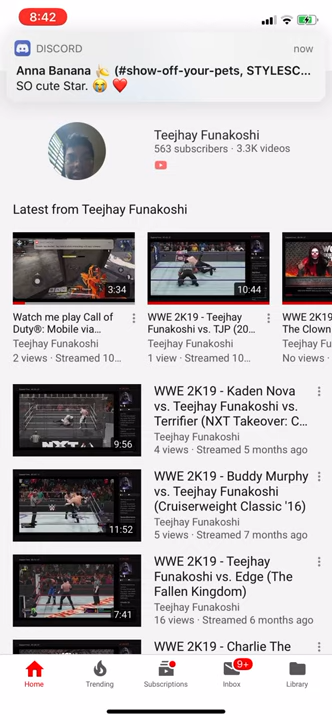 8:42
DISCORD
now
Anna Banana 🍌 (#show-off-your-pets, STYLESC...
SO cute Star. 😭 ❤️
Teejhay Funakoshi
563 subscribers · 3.3K videos
Latest from Teejhay Funakoshi
3:34
10:44
Watch me play Call of
Duty®: Mobile via...
Teejhay Funakoshi
2 views · Streamed 10...
WWE 2K19 - Teejhay
Funakoshi vs. TJP (20...
Teejhay Funakoshi
1 view · Streamed 10...
WWE 2K19
The Clown
Teejhay Fu
No views ·
9:56
WWE 2K19 - Kaden Nova
vs. Teejhay Funakoshi vs.
Terrifier (NXT Takeover: C...
Teejhay Funakoshi
4 views · Streamed 5 months ago
11:52
WWE 2K19 - Buddy Murphy
vs. Teejhay Funakoshi
(Cruiserweight Classic '16)
Teejhay Funakoshi
5 views · Streamed 7 months ago
7:41
WWE 2K19 - Teejhay
Funakoshi vs. Edge (The
Fallen Kingdom)
Teejhay Funakoshi
16 views · Streamed 6 months ago
WWE 2K19 - Charlie The
9+
Home
Trending
Subscriptions
Inbox
Library